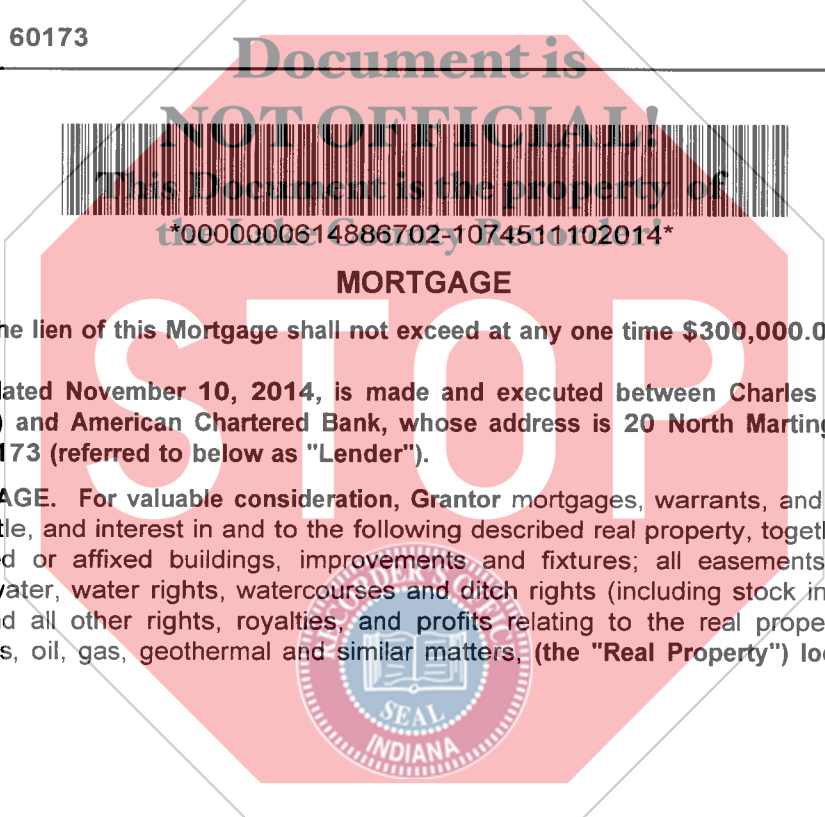 60173
Document is
NOT OFFICIAL!
This Document is the property of
the Lake County Recorder!
*0000000614886702-1074511102014*
MORTGAGE
he lien of this Mortgage shall not exceed at any one time $300,000.0
ated November 10, 2014, is made and executed between Charles
) and American Chartered Bank, whose address is 20 North Marting
173 (referred to below as "Lender").
AGE. For valuable consideration, Grantor mortgages, warrants, and
tle, and interest in and to the following described real property, togeth
d or affixed buildings, improvements and fixtures; all easements
vater, water rights, watercourses and ditch rights (including stock in
d all other rights, royalties, and profits relating to the real prope
s, oil, gas, geothermal and similar matters, (the "Real Property") loc
STOP
SEAL
INDIANA